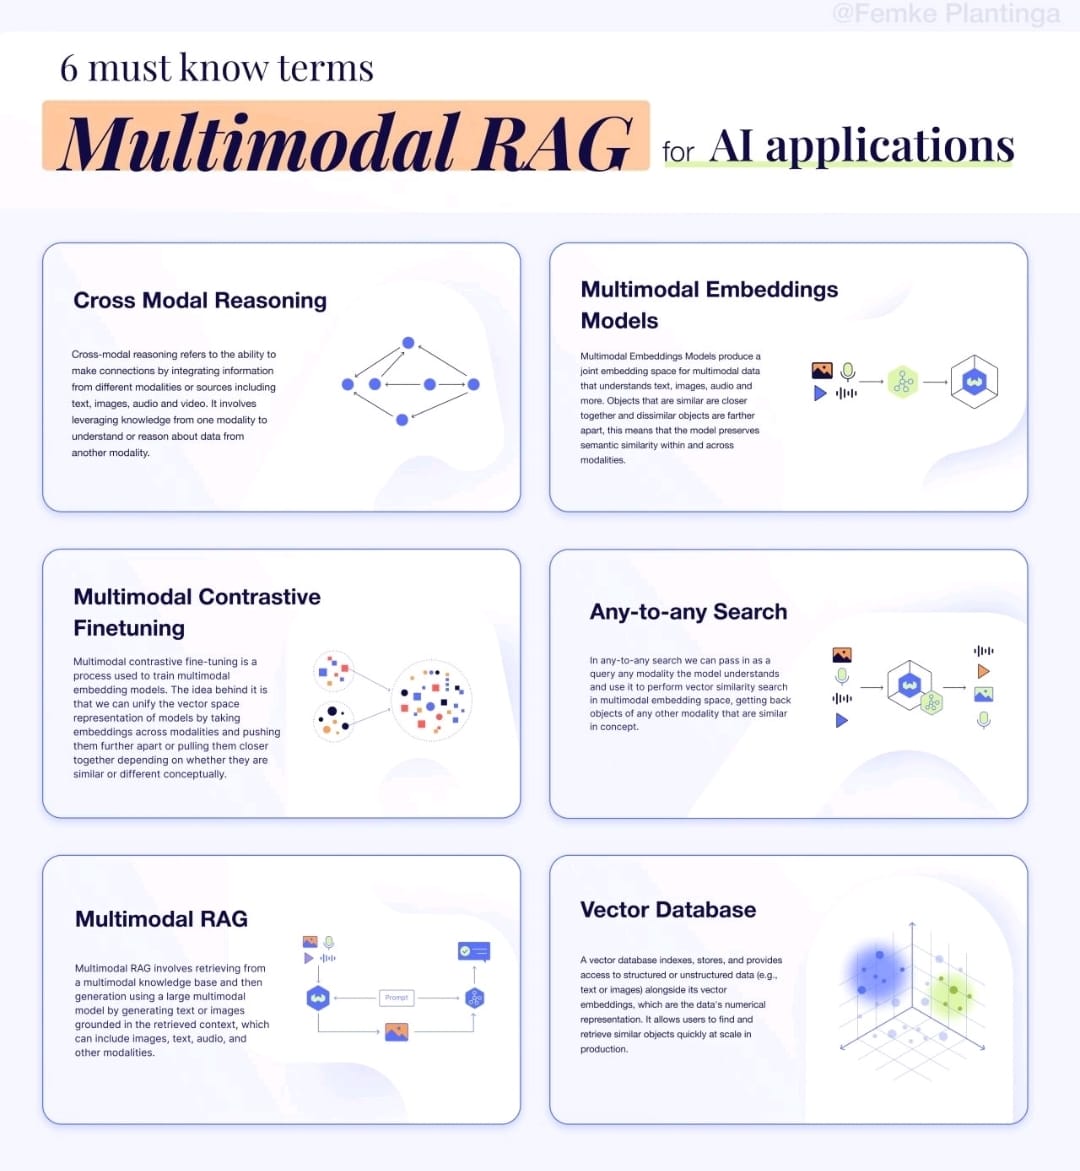 @Femke Plantinga
6 must know terms
Multimodal RAG for AI applications
Cross Modal Reasoning
Cross-modal reasoning refers to the ability to
make connections by integrating information
from different modalities or sources including
text, images, audio and video. It involves
leveraging knowledge from one modality to
understand or reason about data from
another modality.
Multimodal Embeddings
Models
Multimodal Embeddings Models produce a
joint embedding space for multimodal data
that understands text, images, audio and
more. Objects that are similar are closer
together and dissimilar objects are farther
apart, this means that the model preserves
semantic similarity within and across
modalities.
Multimodal Contrastive
Finetuning
Multimodal contrastive fine-tuning is a
process used to train multimodal
embedding models. The idea behind it is
that we can unify the vector space
representation of models by taking
embeddings across modalities and pushing
them further apart or pulling them closer
together depending on whether they are
similar or different conceptually.
Any-to-any Search
In any-to-any search we can pass in as a
query any modality the model understands
and use it to perform vector similarity search
in multimodal embedding space, getting back
objects of any other modality that are similar
in concept.
Multimodal RAG
Multimodal RAG involves retrieving from
a multimodal knowledge base and then
generation using a large multimodal
model by generating text or images
grounded in the retrieved context, which
can include images, text, audio, and
other modalities.
Prompt
Vector Database
A vector database indexes, stores, and provides
access to structured or unstructured data (e.g.,
text or images) alongside its vector
embeddings, which are the data's numerical
representation. It allows users to find and
retrieve similar objects quickly at scale in
production.